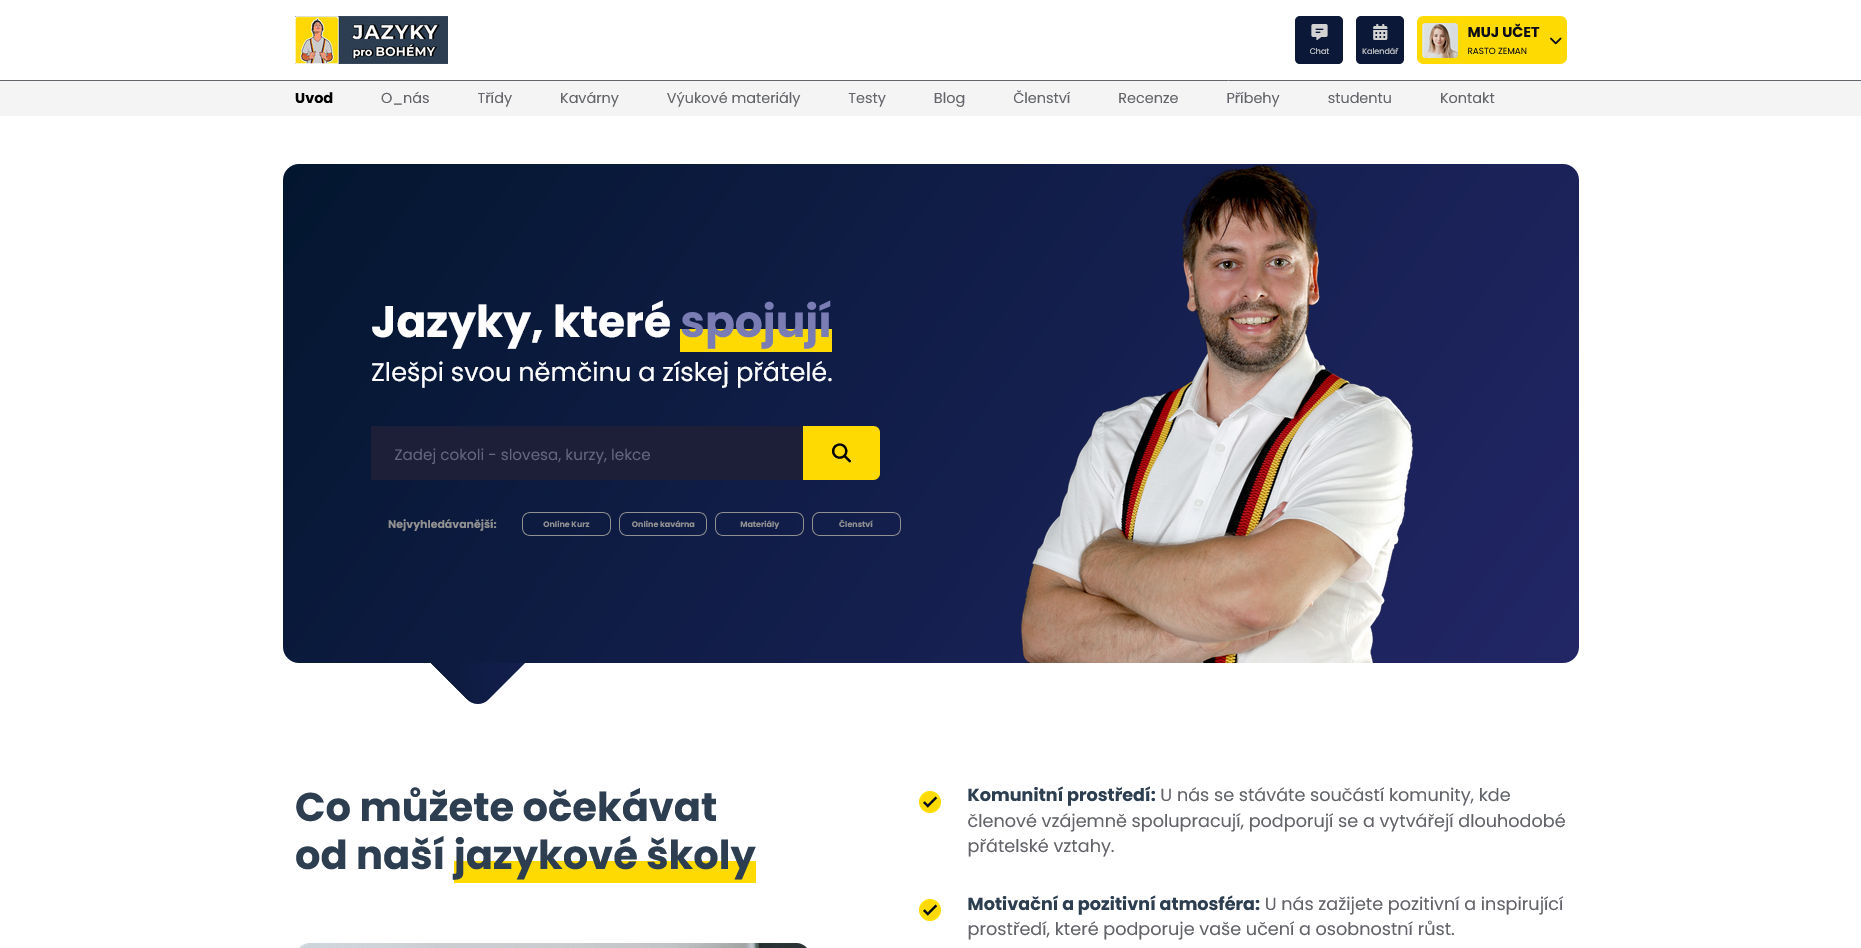 JAZYKY
pro BOHÉMY
Chat
Kalendář
MUJ UČET
RASTO ZEMAN
Uvod
O_nás
Třídy
Kavárny
Výukové materiály
Testy
Blog
Členství
Recenze
Příbehy
studentu
Kontakt
Jazyky, které spojují
Zlešpi svou němčinu a získej přátelé.
Zadej cokolí - slovesa, kurzy, lekce
Nejvyhledávanější:
Online Kurz
Online kavárna
Materiály
Členství
Co můžete očekávat
od naší jazykové školy
Komunitní prostředí: U nás se stáváte součástí komunity, kde
členové vzájemně spolupracují, podporují se a vytvářejí dlouhodobé
přátelské vztahy.
Motivační a pozitivní atmosféra: U nás zažijete pozitivní a inspirující
prostředí, které podporuje vaše učení a osobnostní růst.